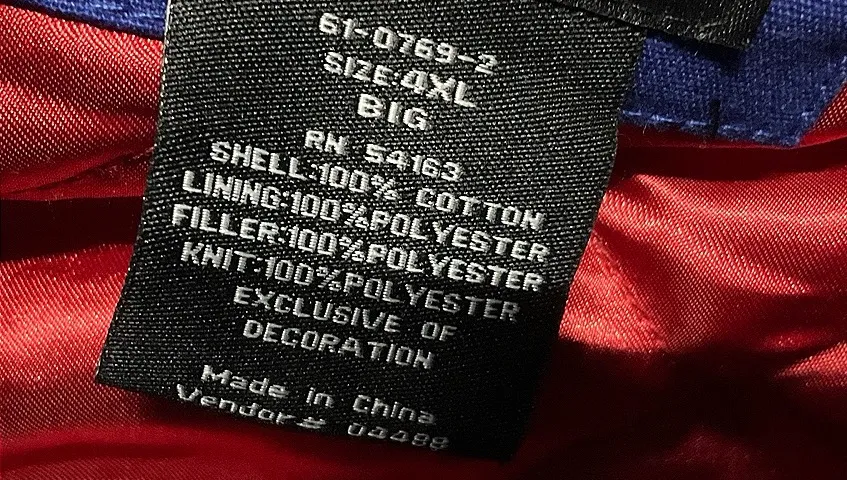 61-0769-2
SIZE:4XL
BIG
RN 54163
SHELL:100% COTTON
LINING:100%POLYESTER
FILLER:100%POLYESTER
KNIT:100%POLYESTER
EXCLUSIVE OF
DECORATION
Made in China
Vendor# 04488